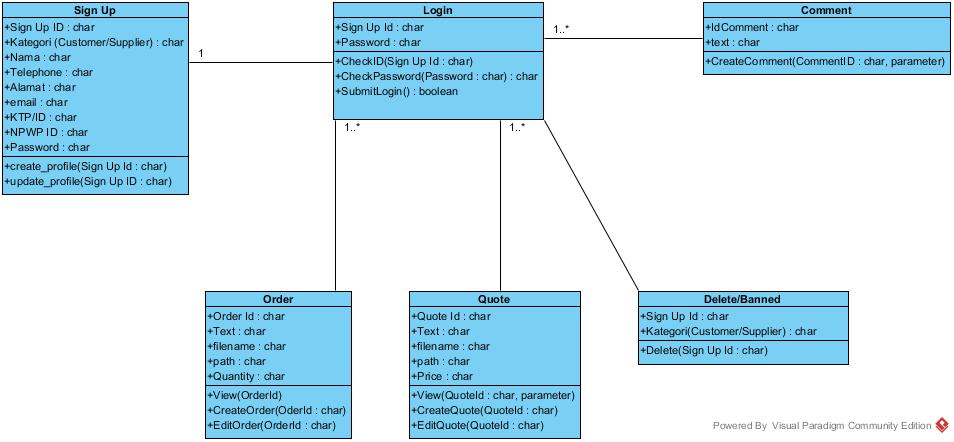 Sign Up
+Sign Up ID : char
+Kategori (Customer/Supplier) : char
+Nama : char
+Telephone : char
+Alamat : char
+email : char
+KTP/ID : char
+NPWP ID : char
+Password : char
+create_profile(Sign Up Id : char)
+update_profile(Sign Up ID : char)
1
Login
+Sign Up Id : char
+Password : char
+CheckID(Sign Up Id : char)
+CheckPassword(Password : char) : char
+SubmitLogin() : boolean
1..*
Comment
+IdComment : char
+text : char
+CreateComment(CommentID : char, parameter)
1..*
1..*
Order
+Order Id : char
+Text : char
+filename : char
+path : char
+Quantity : char
+View(OrderId)
+CreateOrder(OderId : char)
+EditOrder(OrderId : char)
Quote
+Quote Id : char
+Text : char
+filename : char
+path : char
+Price : char
+View(QuoteId : char, parameter)
+CreateQuote(QuoteId : char)
+EditQuote(QuoteId : char)
Delete/Banned
+Sign Up Id : char
+Kategori(Customer/Supplier) : char
+Delete(Sign Up Id : char)
Powered By Visual Paradigm Community Edition